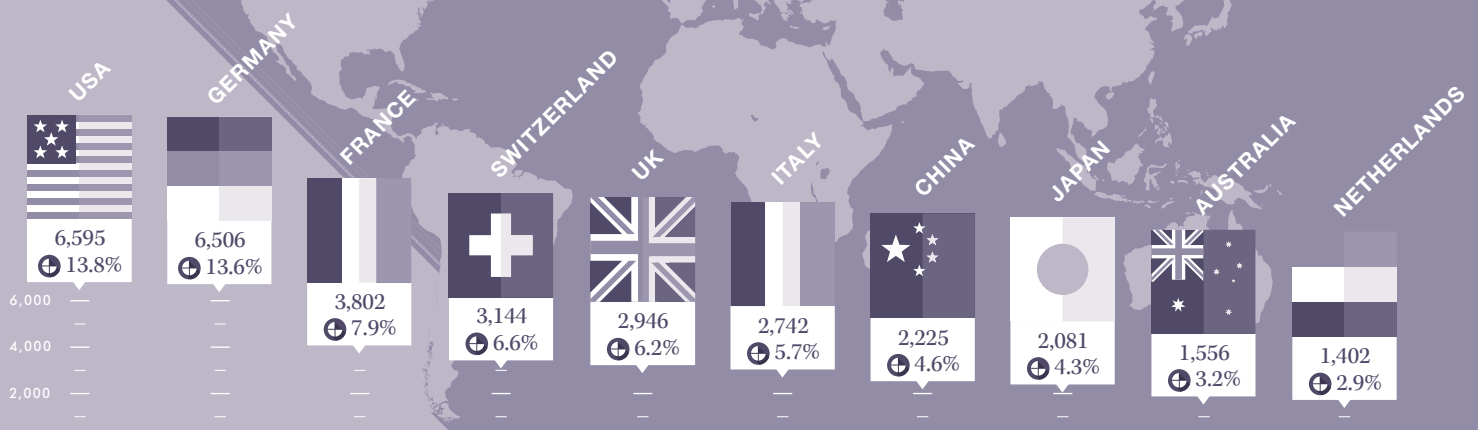 USA
6,595
13.8%
GERMANY
6,506
13.6%
FRANCE
3,802
7.9%
SWITZERLAND
3,144
6.6%
UK
2,946
6.2%
ITALY
2,742
5.7%
CHINA
2,225
4.6%
JAPAN
2,081
4.3%
AUSTRALIA
1,556
3.2%
NETHERLANDS
1,402
2.9%
6,000
4,000
2,000